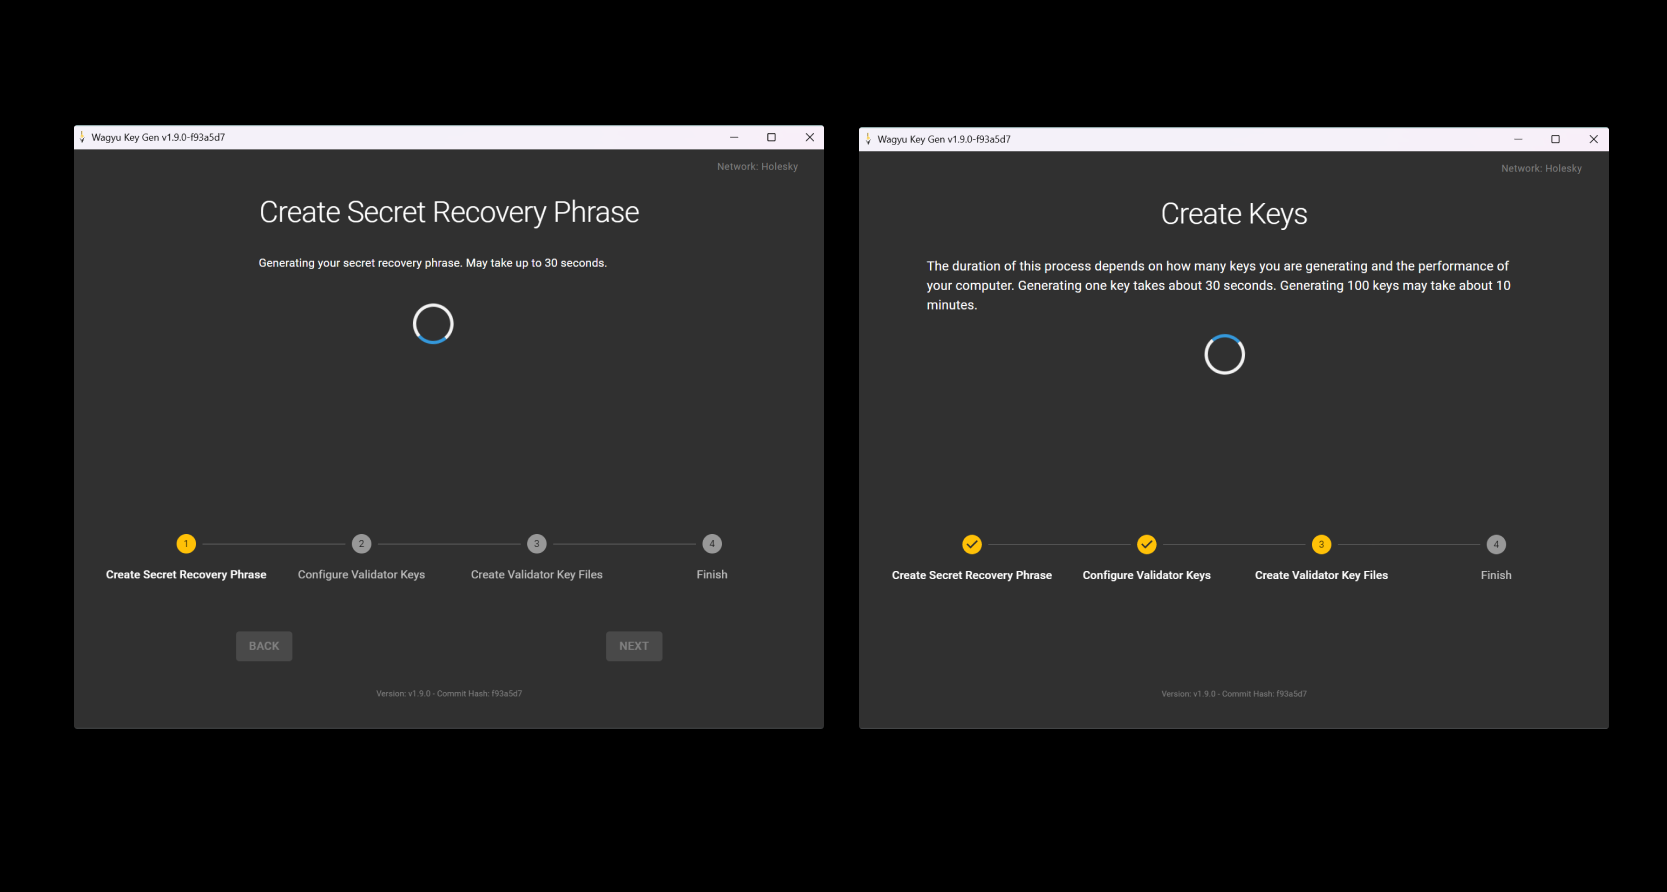 Wagyu Key Gen v1.9.0-f93a5d7
Network: Holesky
Create Secret Recovery Phrase
Generating your secret recovery phrase. May take up to 30 seconds.
1
2
3
4
Create Secret Recovery Phrase
Configure Validator Keys
Create Validator Key Files
Finish
BACK
NEXT
Version: v1.9.0 - Commit Hash: f93a5d7
Wagyu Key Gen v1.9.0-f93a5d7
Network: Holesky
Create Keys
The duration of this process depends on how many keys you are generating and the performance of
your computer. Generating one key takes about 30 seconds. Generating 100 keys may take about 10
minutes.
3
4
Create Secret Recovery Phrase
Configure Validator Keys
Create Validator Key Files
Finish
Version: v1.9.0 - Commit Hash: f93a5d7